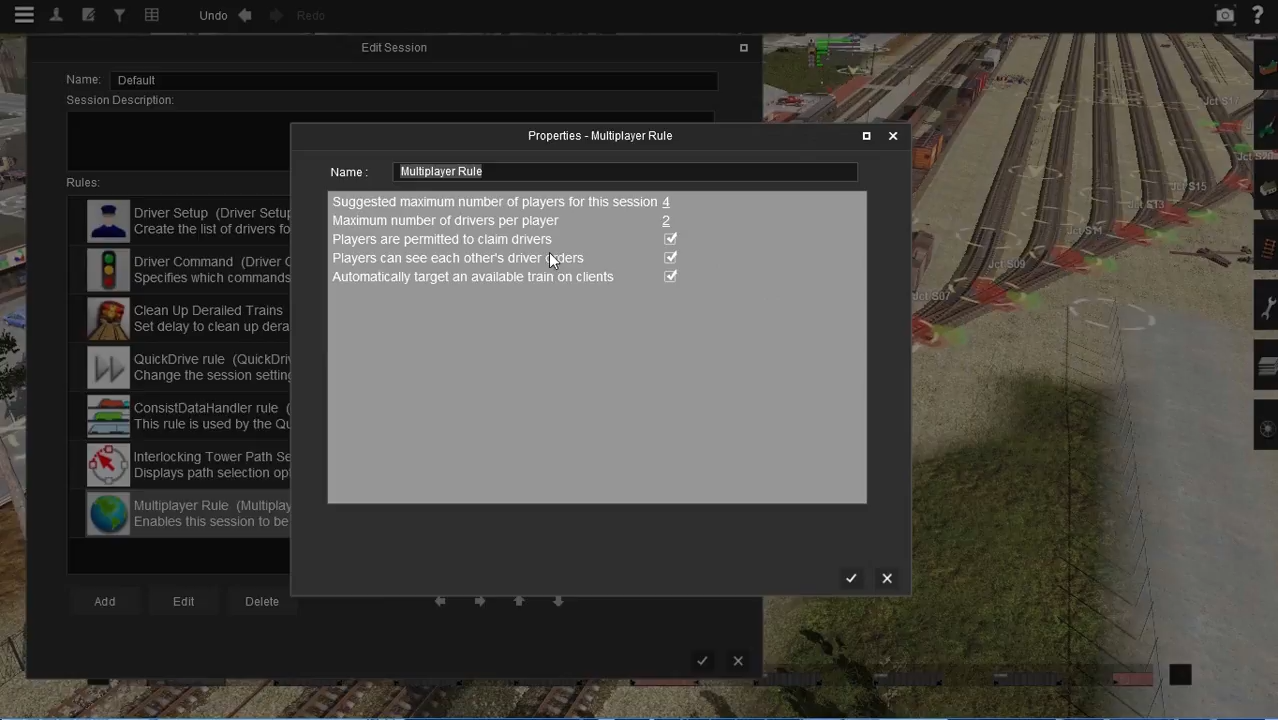 Undo
Redo
?
Edit Session
Name:
Default
Session Description:
Rules:
Driver Setup (Driver Setu
Create the list of drivers fo
Driver Command (Driver C
Specifies which commands
Clean Up Derailed Trains
Set delay to clean up dera
QuickDrive rule (QuickDriv
Change the session setting
ConsistDataHandler rule (
This rule is used by the Qu
Interlocking Tower Path Se
Displays path selection opt
Multiplayer Rule (Multiplay
Enables this session to be
Add
Edit
Delete
Properties - Multiplayer Rule
Name :
Multiplayer Rule
Suggested maximum number of players for this session 4
Maximum number of drivers per player 2
Players are permitted to claim drivers
Players can see each other's driver orders
Automatically target an available train on clients
Jct S20
Jct S15
Jct S13
Jct S09
Jct S07